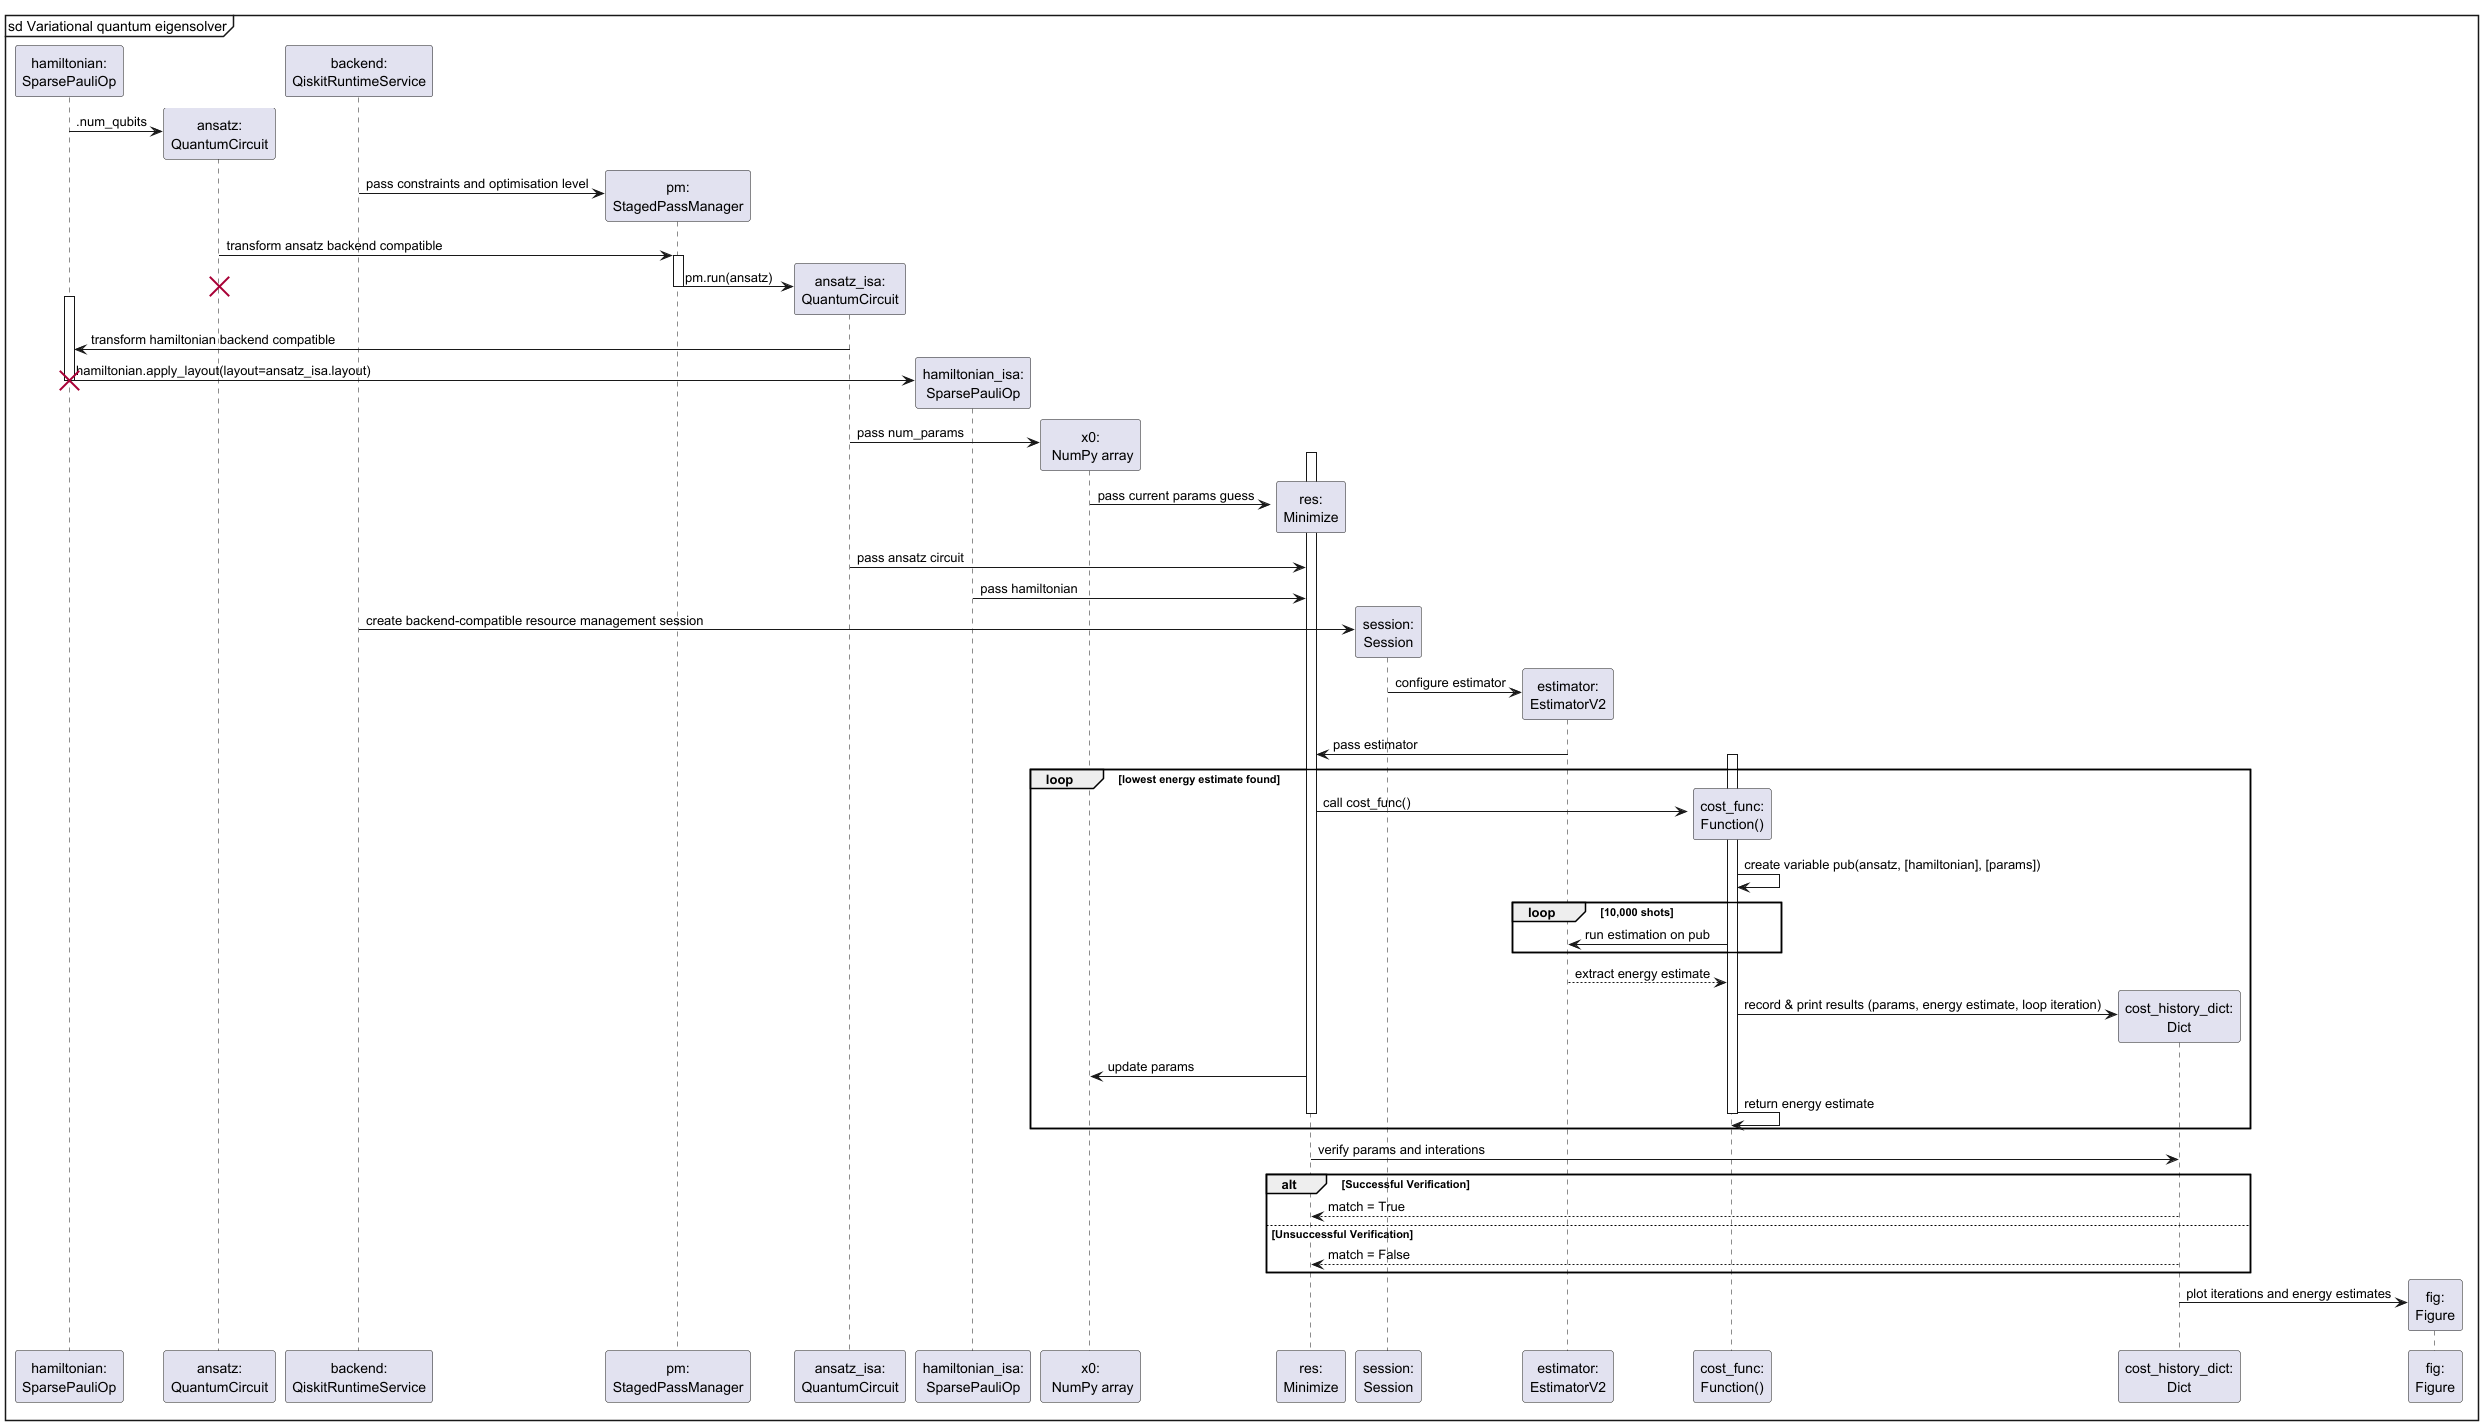 sd Variational quantum eigensolver
hamiltonian:
SparsePauliOp
backend:
QiskitRuntimeService
.num_qubits
ansatz:
QuantumCircuit
pass constraints and optimisation level
pm:
StagedPassManager
transform ansatz backend compatible
pm.run(ansatz)
ansatz_isa:
QuantumCircuit
transform hamiltonian backend compatible
hamiltonian.apply_layout(layout=ansatz_isa.layout)
hamiltonian_isa:
SparsePauliOp
pass num_params
x0:
NumPy array
pass current params guess
res:
Minimize
pass ansatz circuit
pass hamiltonian
create backend-compatible resource management session
session:
Session
configure estimator
estimator:
EstimatorV2
pass estimator
loop [lowest energy estimate found]
call cost_func()
cost_func:
Function()
create variable pub(ansatz, [hamiltonian], [params])
loop [10,000 shots]
run estimation on pub
extract energy estimate
record & print results (params, energy estimate, loop iteration)
cost_history_dict:
Dict
update params
return energy estimate
verify params and interations
alt [Successful Verification]
match = True
[Unsuccessful Verification]
match = False
plot iterations and energy estimates
fig:
Figure
hamiltonian:
SparsePauliOp
ansatz:
QuantumCircuit
backend:
QiskitRuntimeService
pm:
StagedPassManager
ansatz_isa:
QuantumCircuit
hamiltonian_isa:
SparsePauliOp
x0:
NumPy array
res:
Minimize
session:
Session
estimator:
EstimatorV2
cost_func:
Function()
cost_history_dict:
Dict
fig:
Figure